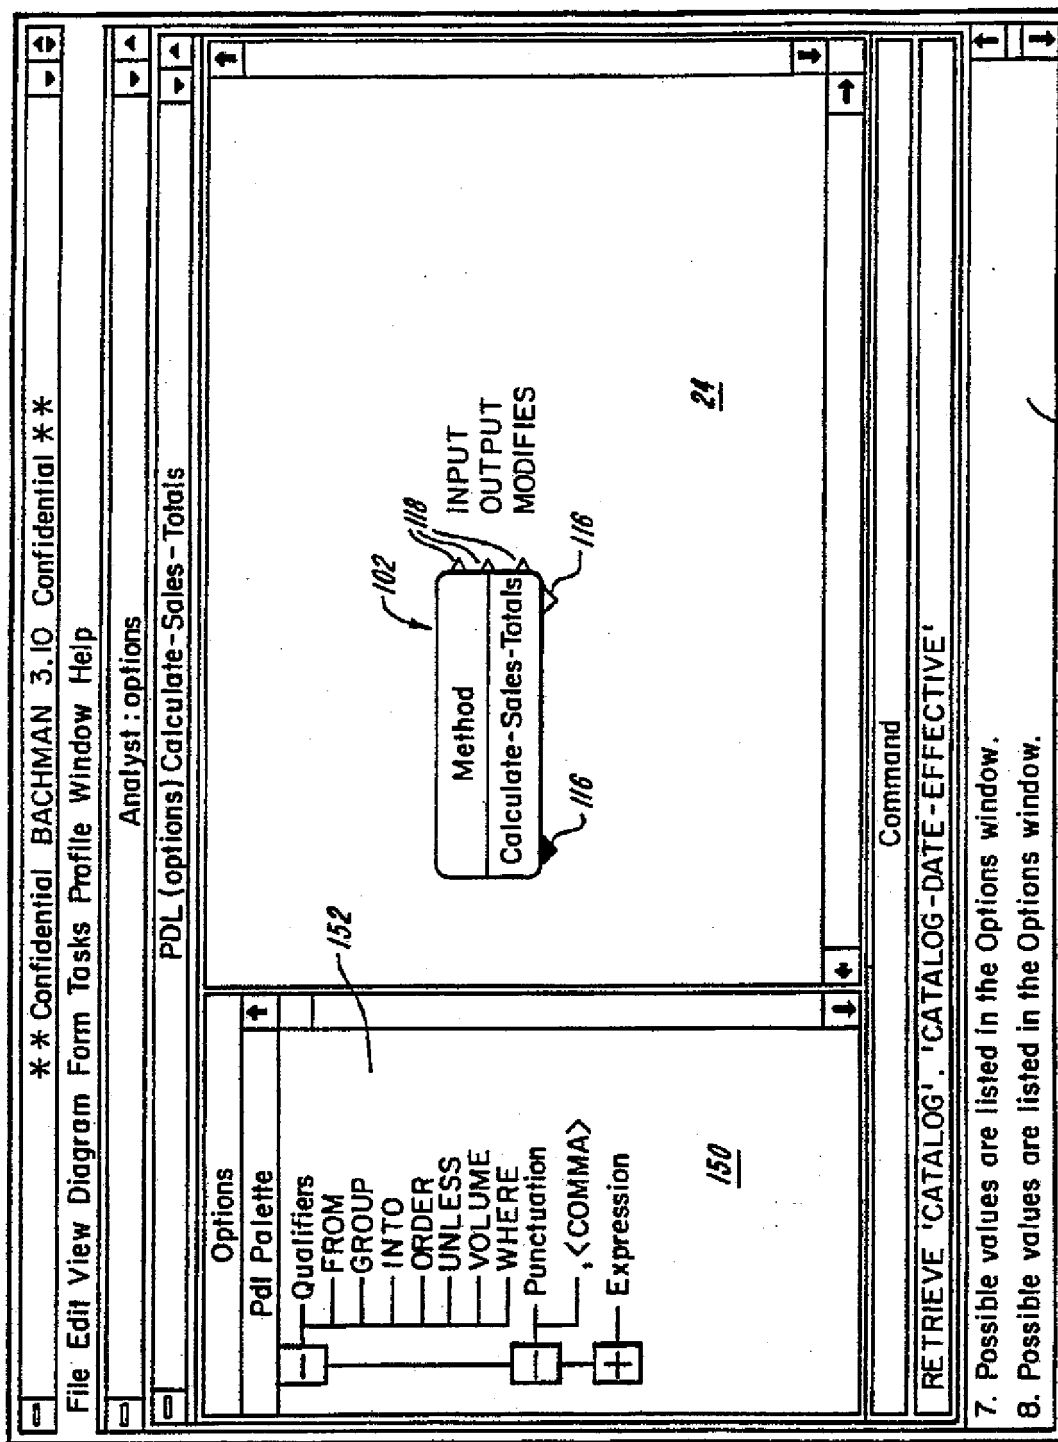 ** Confidential BACHMAN 3.10 Confidential **
File Edit View Diagram Form Tasks Profile Window Help
Analyst : options
PDL (options) Calculate-Sales-Totals
Options
Pdl Palette
Qualifiers
FROM
GROUP
INTO
ORDER
UNLESS
VOLUME
WHERE
Punctuation
, <COMMA>
Expression
150
152
102
118
Method
Calculate-Sales-Totals
INPUT
OUTPUT
MODIFIES
116
116
24
Command
RETRIEVE 'CATALOG'. 'CATALOG-DATE-EFFECTIVE'
7. Possible values are listed in the Options window.
8. Possible values are listed in the Options window.